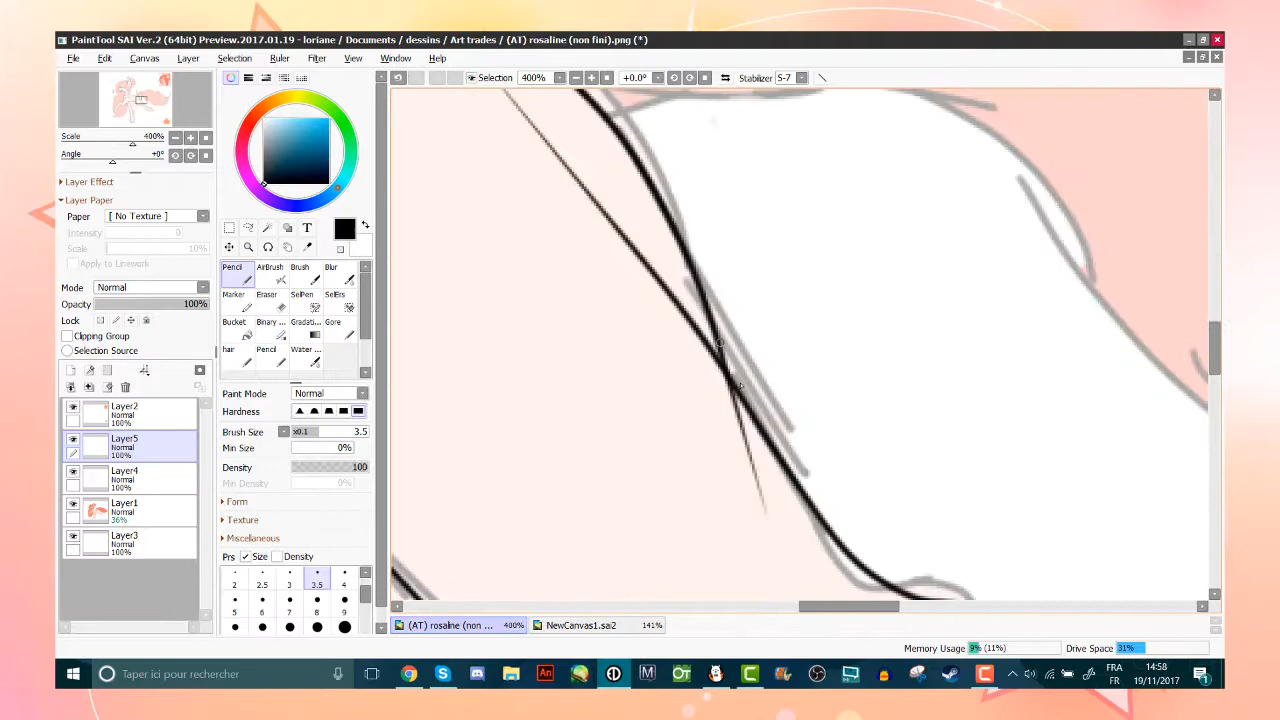 PaintTool SAI Ver.2 (64bit) Preview.2017.01.19 - loriane / Documents / dessins / Art trades / (AT) rosaline (non fini).png (*)
File Edit Canvas Layer Selection Filter Ruler View Window Help
Selection 400% +0.0° Stabilizer S-7
Scale 400%
Angle +0°
Layer Effect
Layer Paper
Paper [ No Texture ]
Intensity 0
Scale 10%
Apply to Linework
Mode Normal
Opacity 100%
Lock
Clipping Group
Selection Source
Layer2
Normal
100%
Layer5
Normal
100%
Layer4
Normal
100%
Layer1
Normal
36%
Layer3
Normal
100%
T
Pencil AirBrush Brush Blur
Marker Eraser SelPen SelErs
Bucket Binary ... Gradati... Gore
hair Pencil Water ...
Paint Mode Normal
Hardness
Brush Size x0.1 3.5
Min Size 0%
Density 100
Min Density 0%
Form
Texture
Miscellaneous
Prs Size Density
2 2.5 3 3.5 4
5 6 7 8 9
(AT) rosaline (non ... 400% NewCanvas1.sai2 141%
Memory Usage 9% (11%) Drive Space 31%
Taper ici pour rechercher
An
M
OT
C
FRA
FR
14:58
19/11/2017
1